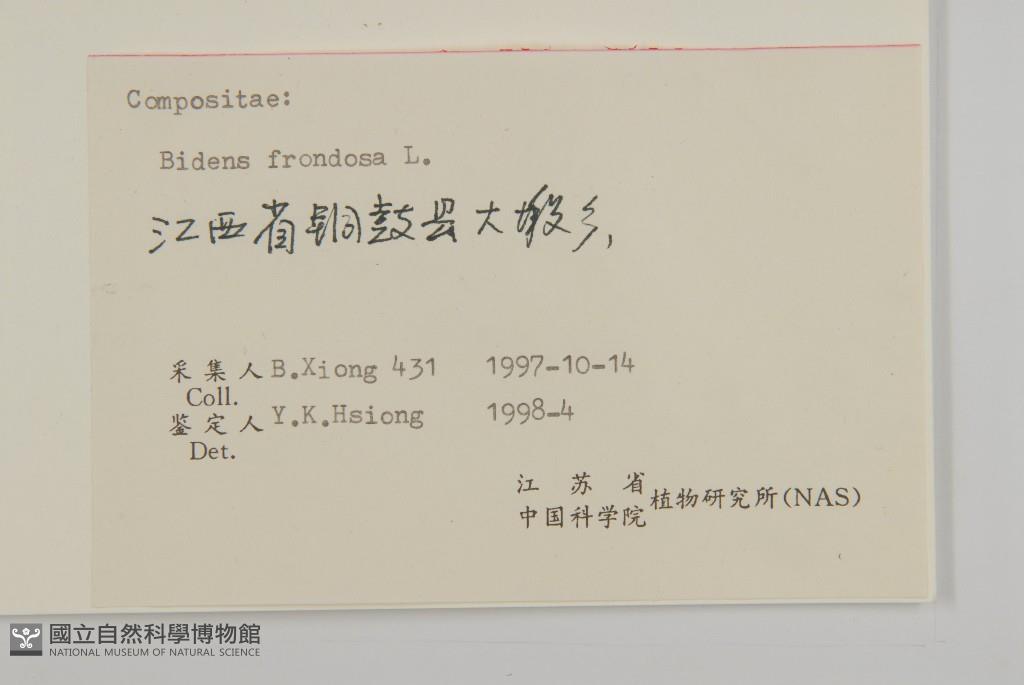 Compositae:
Bidens frondosa L.
江西省铜鼓县大塅乡,
采集人 B.Xiong 431 1997-10-14
Coll.
鉴定人 Y.K.Hsiong 1998-4
Det.
江苏省
中国科学院 植物研究所(NAS)
國立自然科學博物館
NATIONAL MUSEUM OF NATURAL SCIENCE